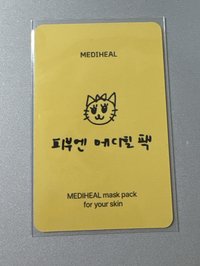 MEDIHEAL
피부엔 메디힐 팩
MEDIHEAL mask pack
for your skin